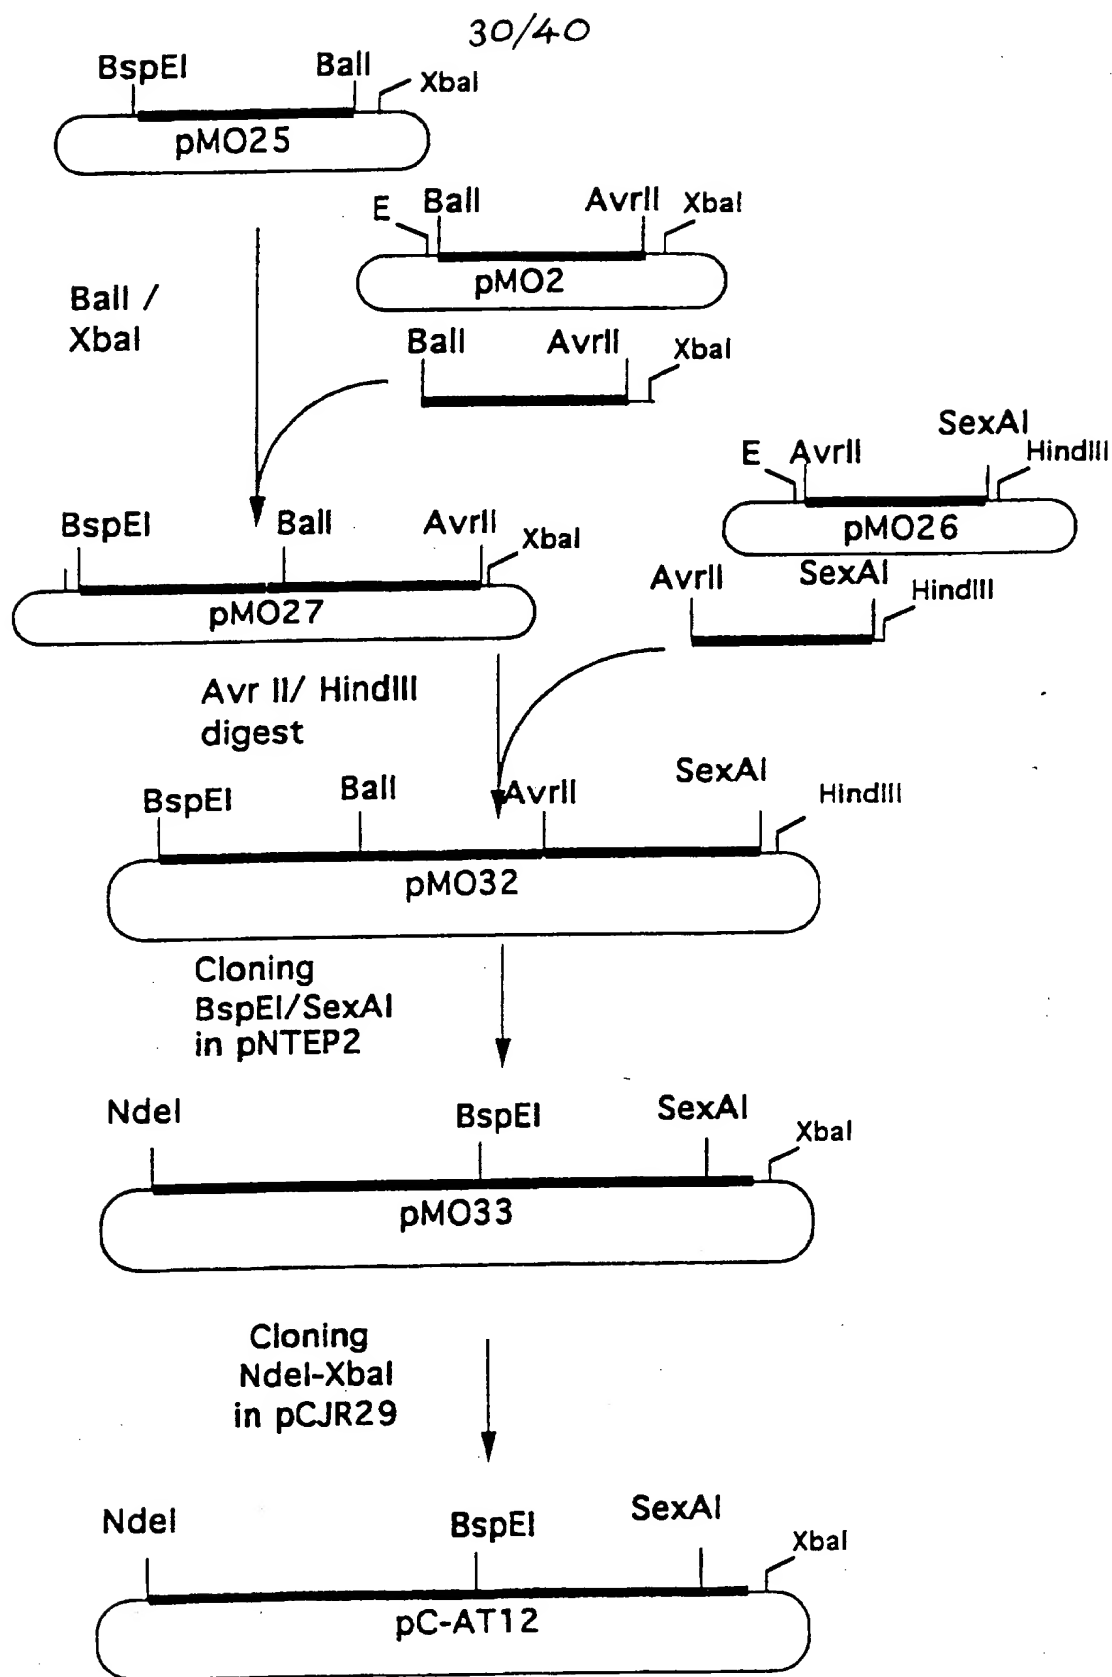 30/40
BspEI BalI XbaI
pMO25
E BalI AvrII XbaI
pMO2
BalI /
XbaI
BalI AvrII XbaI
E AvrII SexAI HindIII
pMO26
BspEI BalI AvrII XbaI
pMO27
AvrII SexAI HindIII
Avr II/ HindIII
digest
BspEI BalI AvrII SexAI HindIII
pMO32
Cloning
BspEI/SexAI
in pNTEP2
NdeI BspEI SexAI XbaI
pMO33
Cloning
NdeI-XbaI
in pCJR29
NdeI BspEI SexAI XbaI
pC-AT12